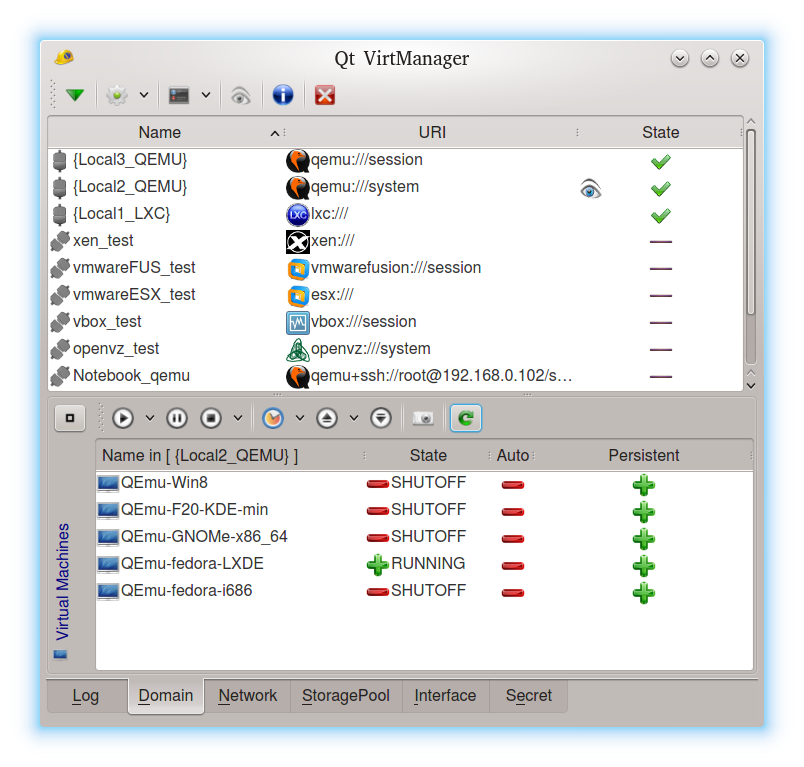 Qt VirtManager
Name URI State
{Local3_QEMU} qemu:///session
{Local2_QEMU} qemu:///system
{Local1_LXC} LXC lxc:///
xen_test xen:///
vmwareFUS_test vmwarefusion:///session
vmwareESX_test esx:///
vbox_test vbox:///session
openvz_test openvz:///system
Notebook_qemu qemu+ssh://root@192.168.0.102/s...
Name in [ {Local2_QEMU} ] State Auto Persistent
QEmu-Win8 SHUTOFF
QEmu-F20-KDE-min SHUTOFF
QEmu-GNOMe-x86_64 SHUTOFF
QEmu-fedora-LXDE RUNNING
QEmu-fedora-i686 SHUTOFF
Virtual Machines
Log Domain Network StoragePool Interface Secret